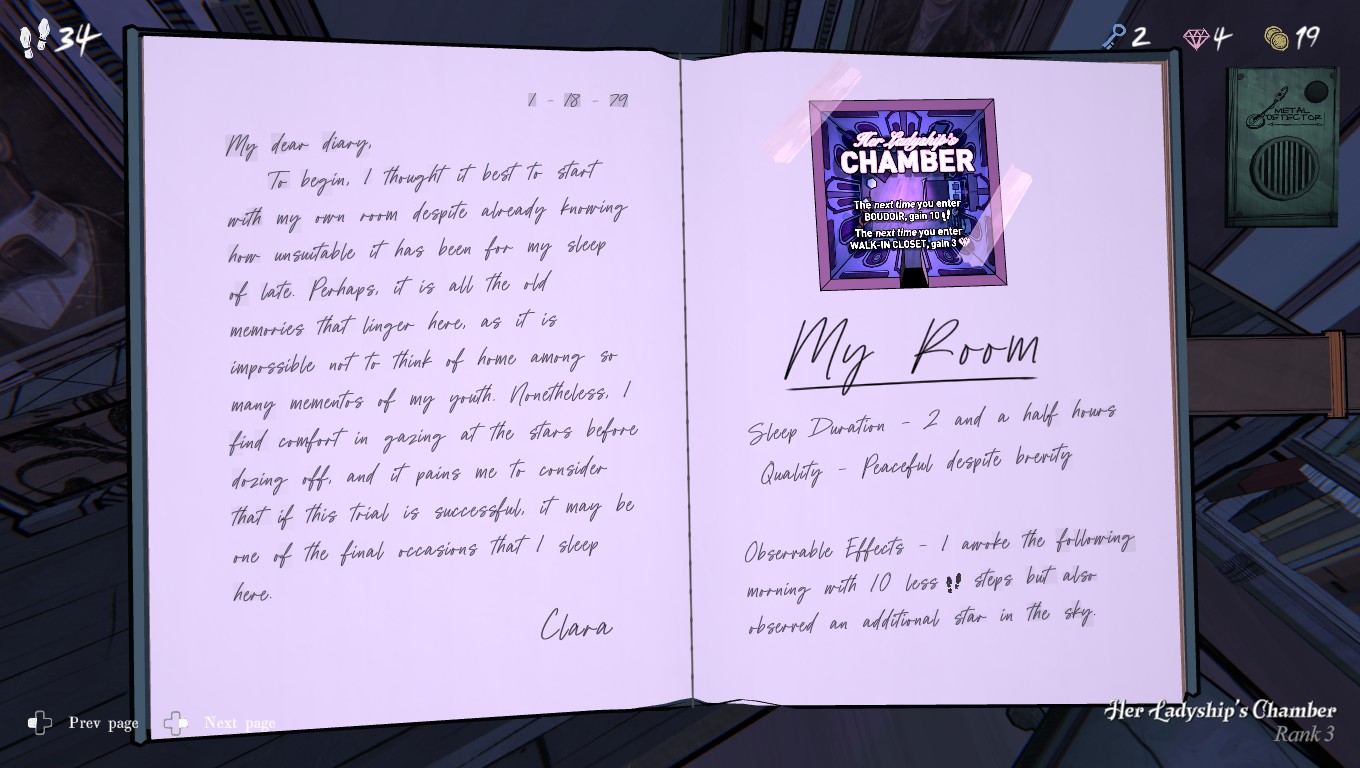 34
2
4
19
METAL
DETECTOR
1 - 18 - 79
My dear diary,
To begin, I thought it best to start
with my own room despite already knowing
how unsuitable it has been for my sleep
of late. Perhaps, it is all the old
memories that linger here, as it is
impossible not to think of home among so
many mementos of my youth. Nonetheless, I
find comfort in gazing at the stars before
dozing off, and it pains me to consider
that if this trial is successful, it may be
one of the final occasions that I sleep
here.
Clara
Her Ladyship's
CHAMBER
The next time you enter
BOUDOIR, gain 10
The next time you enter
WALK-IN CLOSET, gain 3
My Room
Sleep Duration - 2 and a half hours
Quality - Peaceful despite brevity
Observable Effects - I awoke the following
morning with 10 less steps but also
observed an additional star in the sky.
Prev page
Next page
Her Ladyship's Chamber
Rank 3